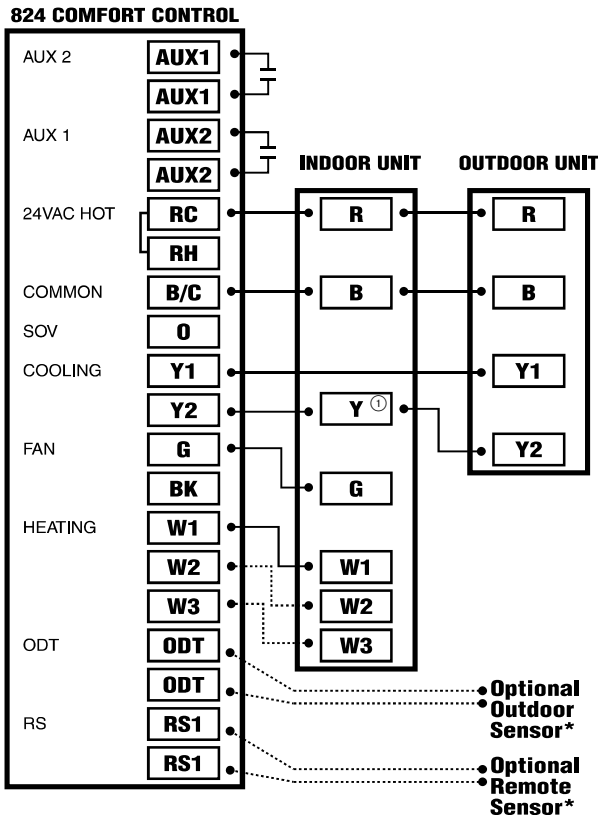 824 COMFORT CONTROL
AUX 2 AUX1
AUX1
AUX 1 AUX2
AUX2
INDOOR UNIT OUTDOOR UNIT
24VAC HOT RC R R
RH
COMMON B/C B B
SOV O
COOLING Y1 Y1
Y2 Y ① Y2
FAN G G
BK
HEATING W1 W1
W2 W2
W3 W3
ODT ODT
ODT
Optional
Outdoor
Sensor*
RS RS1
RS1
Optional
Remote
Sensor*